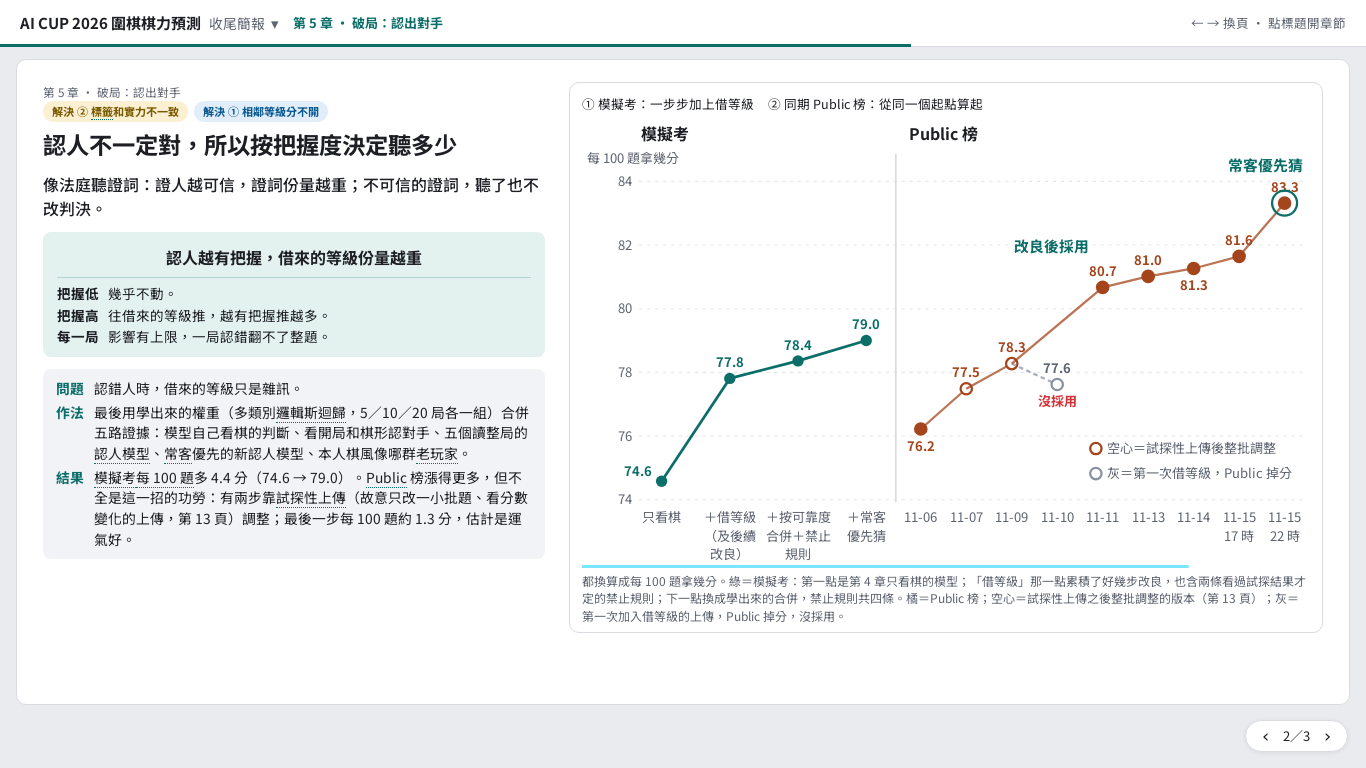 AI CUP 2026 圍棋棋力預測 收尾簡報 ▼ 第 5 章 · 破局：認出對手
← → 換頁 · 點標題開章節
第 5 章 · 破局：認出對手
解決 ② 標籤和實力不一致 解決 ① 相鄰等級分不開
認人不一定對，所以按把握度決定聽多少
像法庭聽證詞：證人越可信，證詞份量越重；不可信的證詞，聽了也不
改判決。
認人越有把握，借來的等級份量越重
把握低 幾乎不動。
把握高 往借來的等級推，越有把握推越多。
每一局 影響有上限，一局認錯翻不了整題。
問題 認錯人時，借來的等級只是雜訊。
作法 最後用學出來的權重（多類別邏輯斯迴歸，5／10／20 局各一組）合併
五路證據：模型自己看棋的判斷、看開局和棋形認對手、五個讀整局的
認人模型、常客優先的新認人模型、本人棋風像哪群老玩家。
結果 模擬考每 100 題多 4.4 分（74.6 → 79.0）。Public 榜漲得更多，但不
全是這一招的功勞：有兩步靠試探性上傳（故意只改一小批題、看分數
變化的上傳，第 13 頁）調整；最後一步每 100 題約 1.3 分，估計是運
氣好。
① 模擬考：一步步加上借等級 ② 同期 Public 榜：從同一個起點算起
模擬考 Public 榜
每 100 題拿幾分
常客優先猜
84
83.3
82
改良後採用
81.6
81.0
80.7
81.3
80
79.0
78.4
78.3
77.8
78
77.5
77.6
沒採用
76
76.2
空心＝試探性上傳後整批調整
灰＝第一次借等級，Public 掉分
74.6
74
只看棋 ＋借等級 ＋按可靠度 ＋常客 11-06 11-07 11-09 11-10 11-11 11-13 11-14 11-15 11-15
（及後續 合併＋禁止 優先猜 17 時 22 時
改良） 規則
都換算成每 100 題拿幾分。綠＝模擬考：第一點是第 4 章只看棋的模型；「借等級」那一點累積了好幾步改良，也含兩條看過試探結果才
定的禁止規則；下一點換成學出來的合併，禁止規則共四條。橘＝Public 榜；空心＝試探性上傳之後整批調整的版本（第 13 頁）；灰＝
第一次加入借等級的上傳，Public 掉分，沒採用。
‹ 2／3 ›